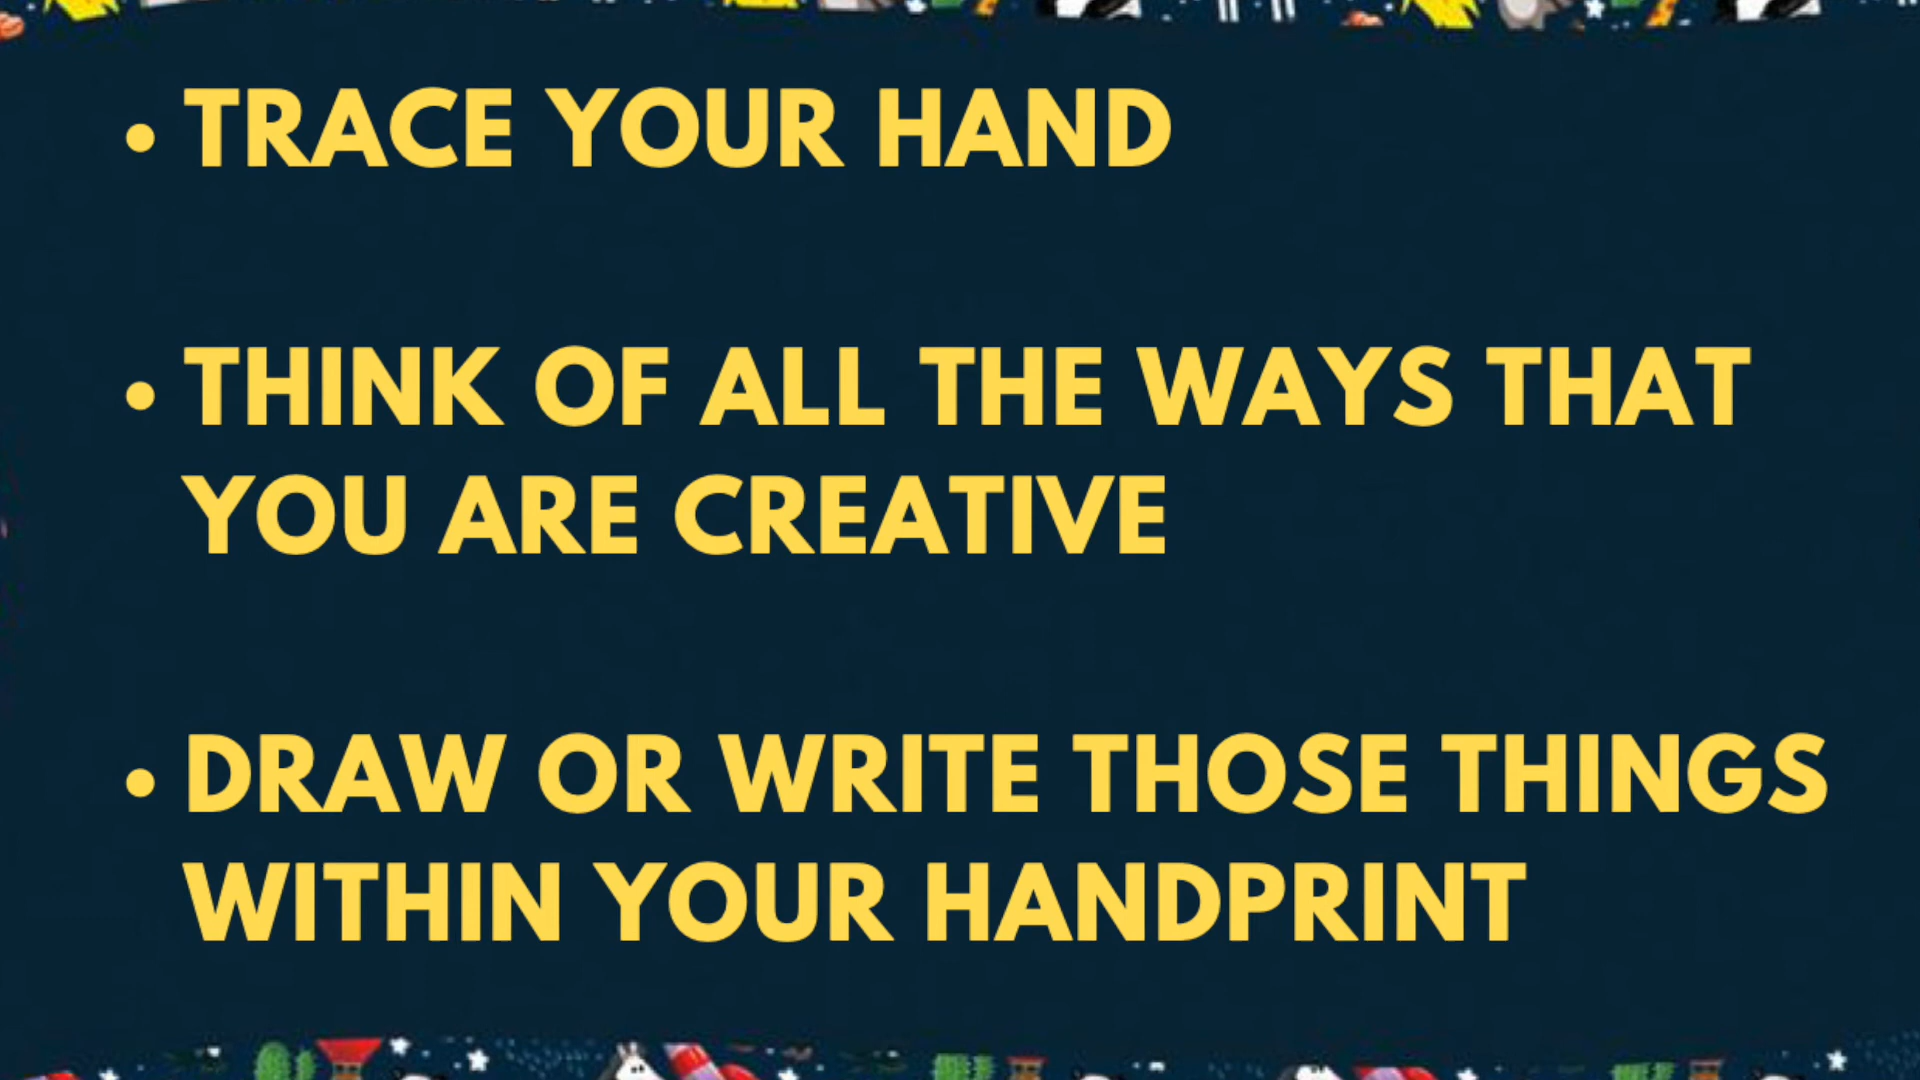 • TRACE YOUR HAND
• THINK OF ALL THE WAYS THAT
YOU ARE CREATIVE
• DRAW OR WRITE THOSE THINGS
WITHIN YOUR HANDPRINT